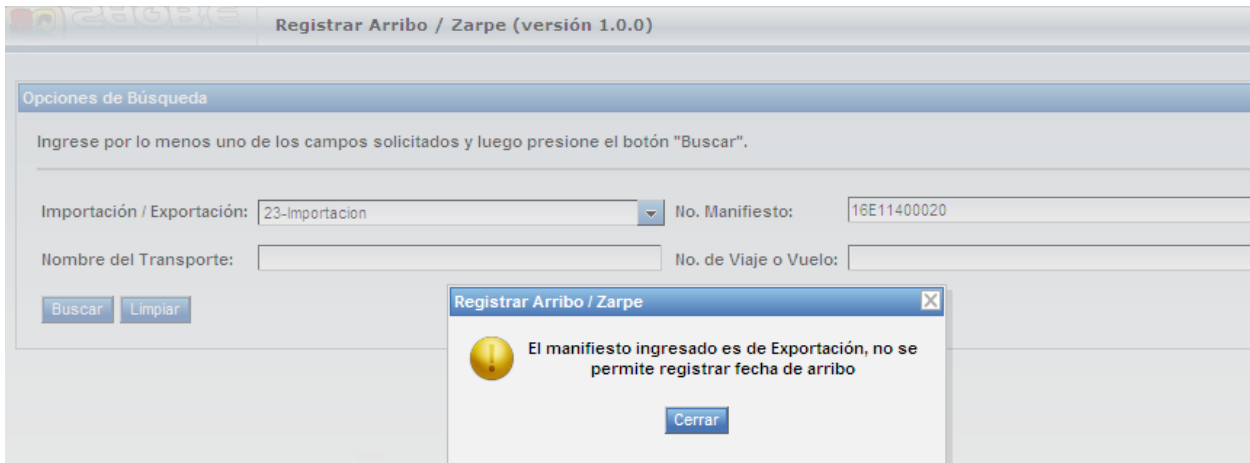 Registrar Arribo / Zarpe (versión 1.0.0)
Opciones de Búsqueda
Ingrese por lo menos uno de los campos solicitados y luego presione el botón "Buscar".
Importación / Exportación: 23-Importacion No. Manifiesto: 16E11400020
Nombre del Transporte: No. de Viaje o Vuelo:
Buscar Limpiar
Registrar Arribo / Zarpe
El manifiesto ingresado es de Exportación, no se
permite registrar fecha de arribo
Cerrar